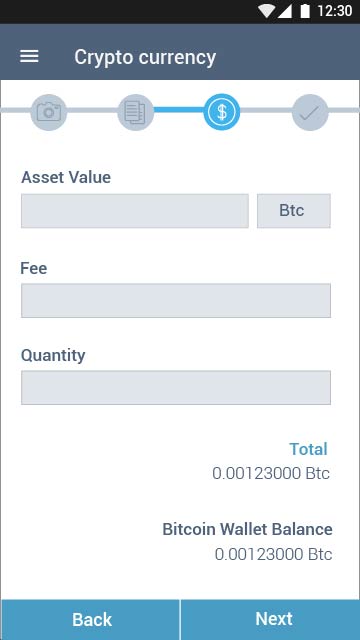 12:30
Crypto currency
$
Asset Value
Btc
Fee
Quantity
Total
0.00123000 Btc
Bitcoin Wallet Balance
0.00123000 Btc
Back Next